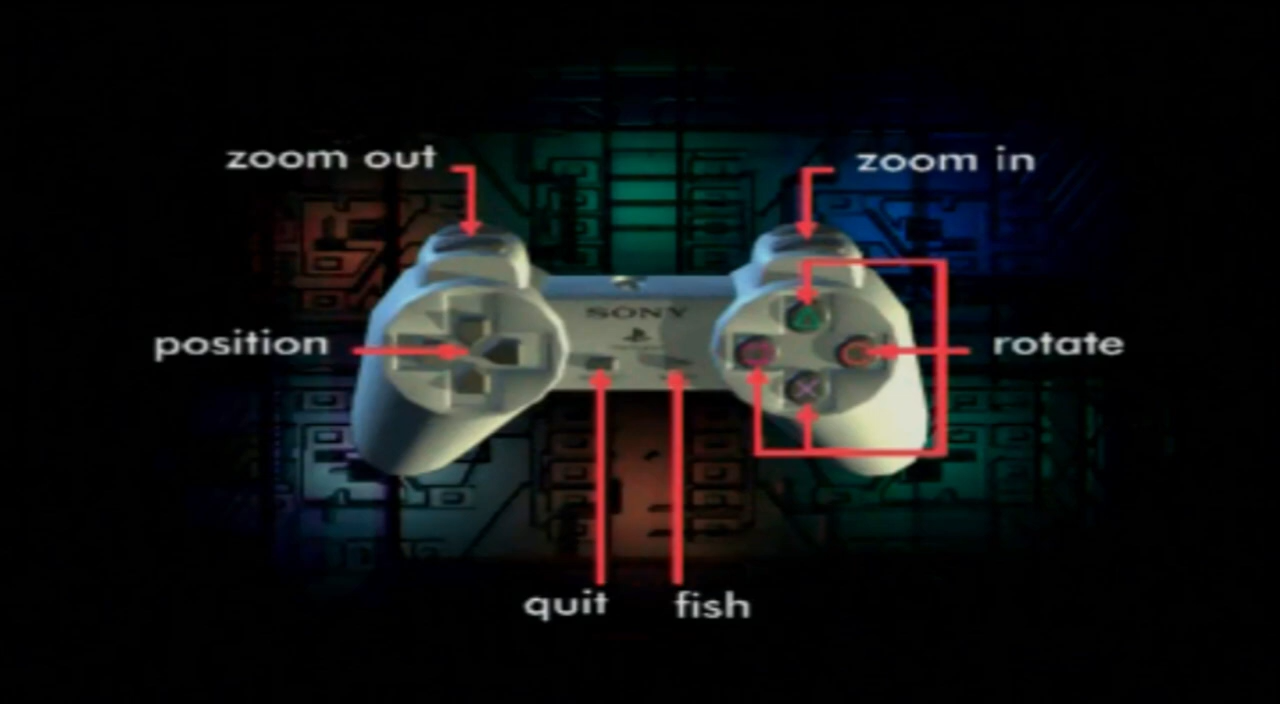 zoom out
zoom in
SONY
position
rotate
quit
fish